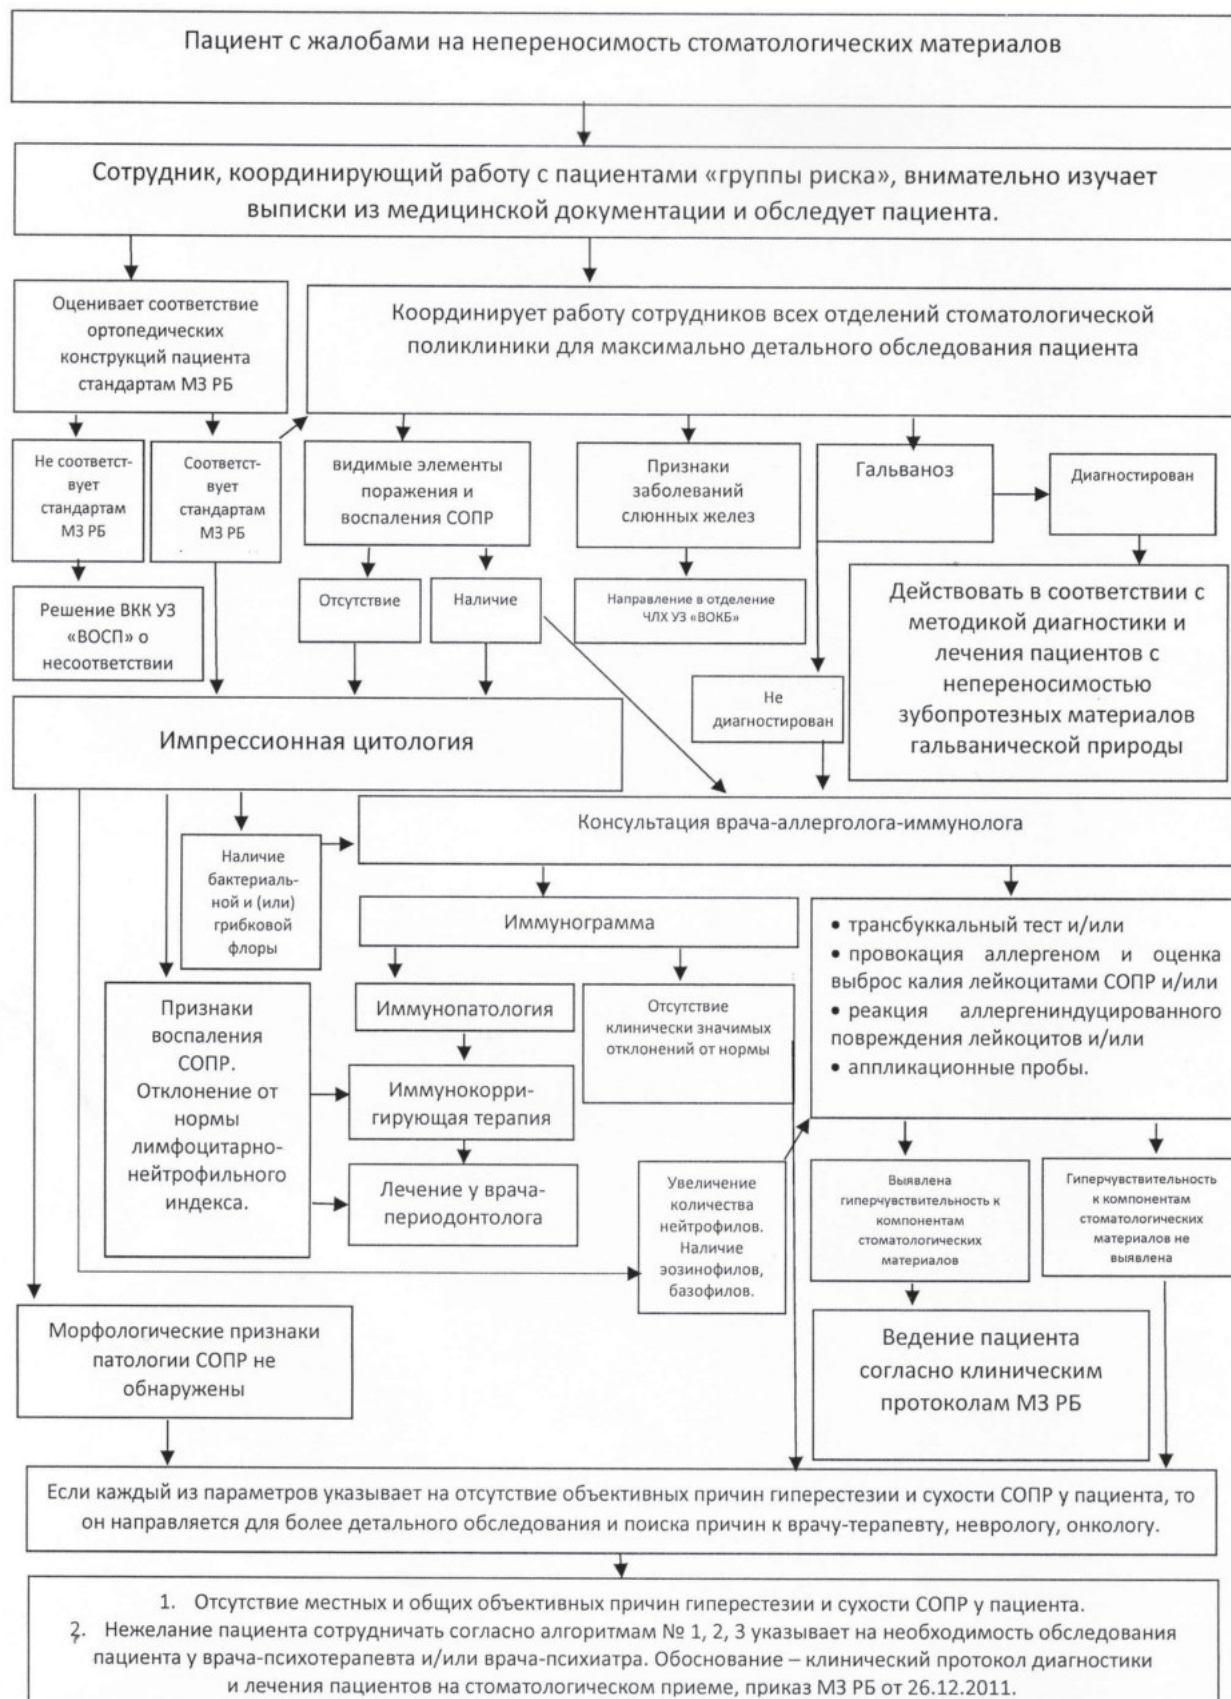 Пациент с жалобами на непереносимость стоматологических материалов
Сотрудник, координирующий работу с пациентами «группы риска», внимательно изучает
выписки из медицинской документации и обследует пациента.
Оценивает соответствие
ортопедических
конструкций пациента
стандартам МЗ РБ
Координирует работу сотрудников всех отделений стоматологической
поликлиники для максимально детального обследования пациента
Не соответст-
вует
стандартам
МЗ РБ
Соответст-
вует
стандартам
МЗ РБ
видимые элементы
поражения и
воспаления СОПР
Признаки
заболеваний
слюнных желез
Гальваноз
Диагностирован
Решение ВКК УЗ
«ВОСП» о
несоответствии
Отсутствие
Наличие
Направление в отделение
ЧЛХ УЗ «ВОКБ»
Действовать в соответствии с
методикой диагностики и
лечения пациентов с
непереносимостью
зубопротезных материалов
гальванической природы
Не
диагностирован
Импрессионная цитология
Консультация врача-аллерголога-иммунолога
Наличие
бактериаль-
ной и (или)
грибковой
флоры
Иммунограмма
• трансбуккальный тест и/или
• провокация аллергеном и оценка
выброс калия лейкоцитами СОПР и/или
• реакция аллергениндуцированного
повреждения лейкоцитов и/или
• аппликационные пробы.
Признаки
воспаления
СОПР.
Отклонение от
нормы
лимфоцитарно-
нейтрофильного
индекса.
Иммунопатология
Отсутствие
клинически значимых
отклонений от нормы
Иммунокорри-
гирующая терапия
Лечение у врача-
периодонтолога
Увеличение
количества
нейтрофилов.
Наличие
эозинофилов,
базофилов.
Выявлена
гиперчувствительность к
компонентам
стоматологических
материалов
Гиперчувствительность
к компонентам
стоматологических
материалов не
выявлена
Морфологические признаки
патологии СОПР не
обнаружены
Ведение пациента
согласно клиническим
протоколам МЗ РБ
Если каждый из параметров указывает на отсутствие объективных причин гиперестезии и сухости СОПР у пациента, то
он направляется для более детального обследования и поиска причин к врачу-терапевту, неврологу, онкологу.
1. Отсутствие местных и общих объективных причин гиперестезии и сухости СОПР у пациента.
2. Нежелание пациента сотрудничать согласно алгоритмам № 1, 2, 3 указывает на необходимость обследования
пациента у врача-психотерапевта и/или врача-психиатра. Обоснование – клинический протокол диагностики
и лечения пациентов на стоматологическом приеме, приказ МЗ РБ от 26.12.2011.